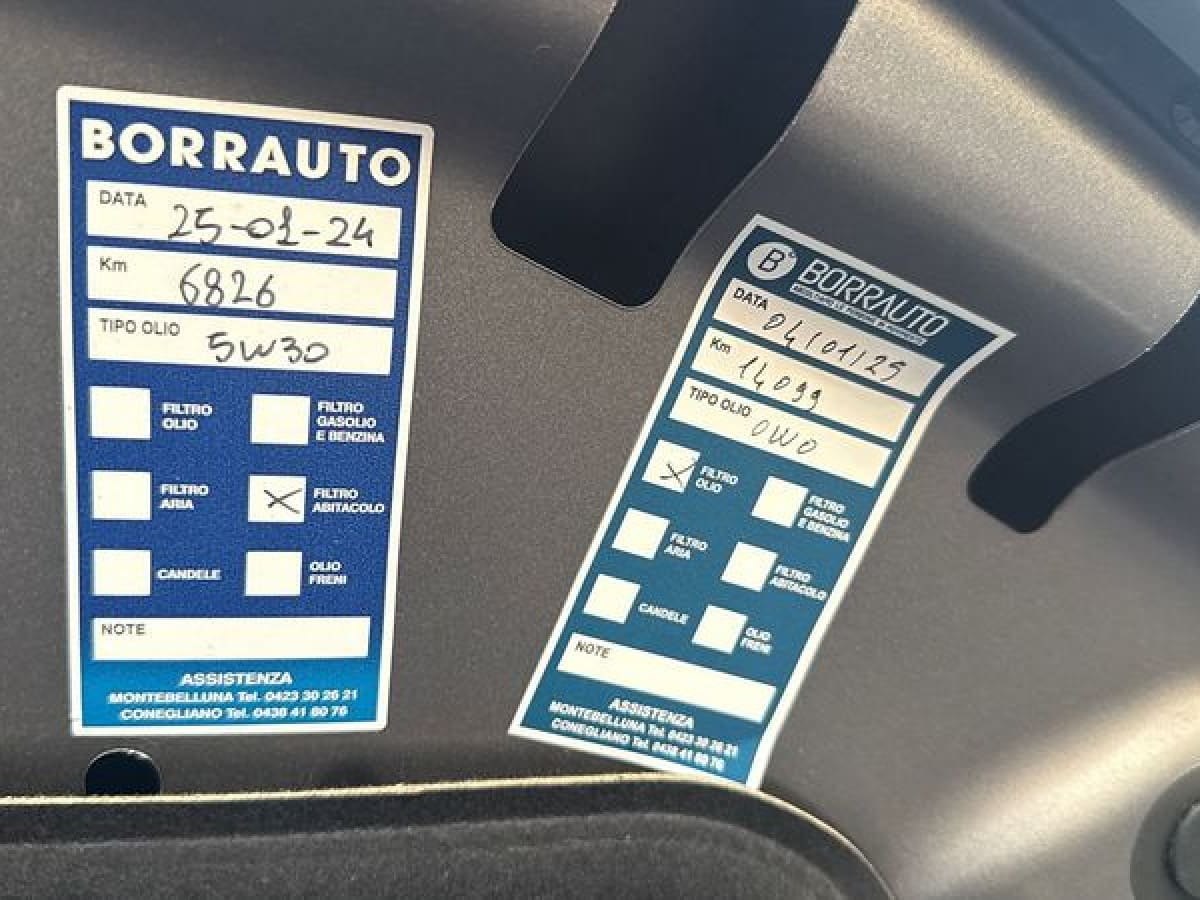 BORRAUTO
DATA 25-01-24
Km 6826
TIPO OLIO 5W30
FILTRO OLIO
FILTRO GASOLIO E BENZINA
FILTRO ARIA
X FILTRO ABITACOLO
CANDELE
OLIO FRENI
NOTE
ASSISTENZA
MONTEBELLUNA Tel. 0423 30 26 21
CONEGLIANO Tel. 0438 41 80 76
B BORRAUTO
DATA 04/01/25
Km 14099
TIPO OLIO 0W0
X FILTRO OLIO
FILTRO GASOLIO E BENZINA
FILTRO ARIA
FILTRO ABITACOLO
CANDELE
OLIO FRENI
NOTE
ASSISTENZA
MONTEBELLUNA Tel. 0423 30 26 21
CONEGLIANO Tel. 0438 41 80 76